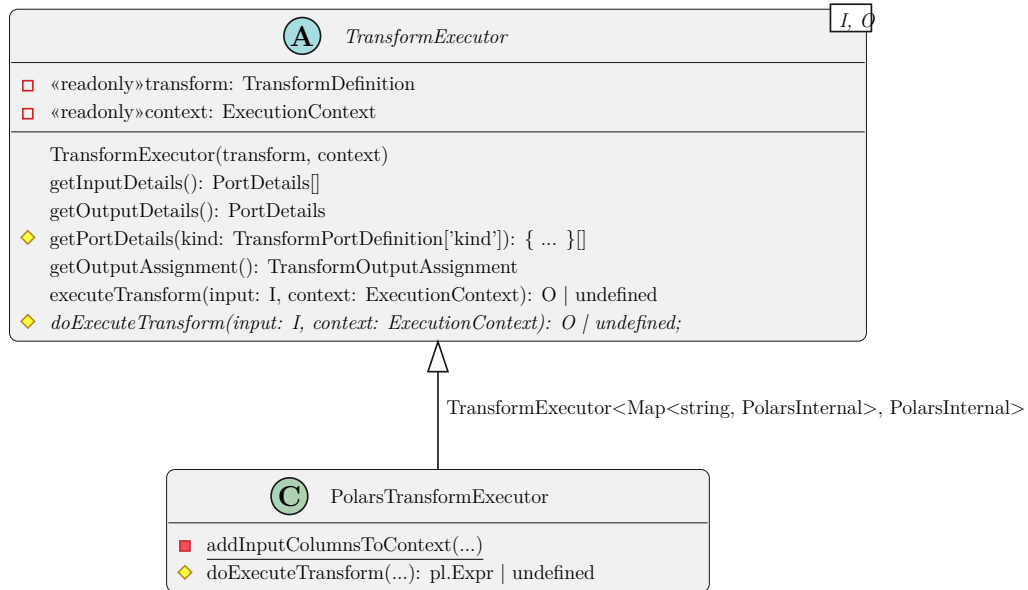 I, O
A TransformExecutor
«readonly»transform: TransformDefinition
«readonly»context: ExecutionContext
TransformExecutor(transform, context)
getInputDetails(): PortDetails[]
getOutputDetails(): PortDetails
getPortDetails(kind: TransformPortDefinition['kind']): { ... }[]
getOutputAssignment(): TransformOutputAssignment
executeTransform(input: I, context: ExecutionContext): O | undefined
doExecuteTransform(input: I, context: ExecutionContext): O | undefined;
TransformExecutor<Map<string, PolarsInternal>, PolarsInternal>
C PolarsTransformExecutor
addInputColumnsToContext(...)
doExecuteTransform(...): pl.Expr | undefined